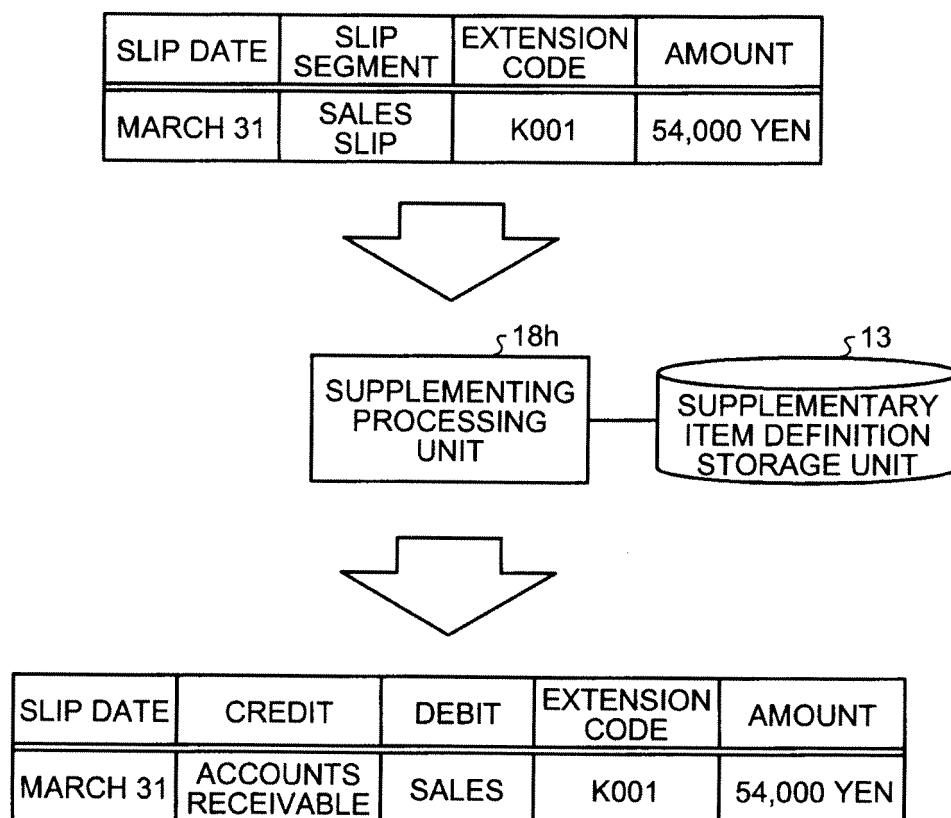 SLIP DATE
SLIP
SEGMENT
EXTENSION
CODE
AMOUNT
MARCH 31
SALES
SLIP
K001
54,000 YEN
18h
13
SUPPLEMENTING
PROCESSING
UNIT
SUPPLEMENTARY
ITEM DEFINITION
STORAGE UNIT
SLIP DATE
CREDIT
DEBIT
EXTENSION
CODE
AMOUNT
MARCH 31
ACCOUNTS
RECEIVABLE
SALES
K001
54,000 YEN